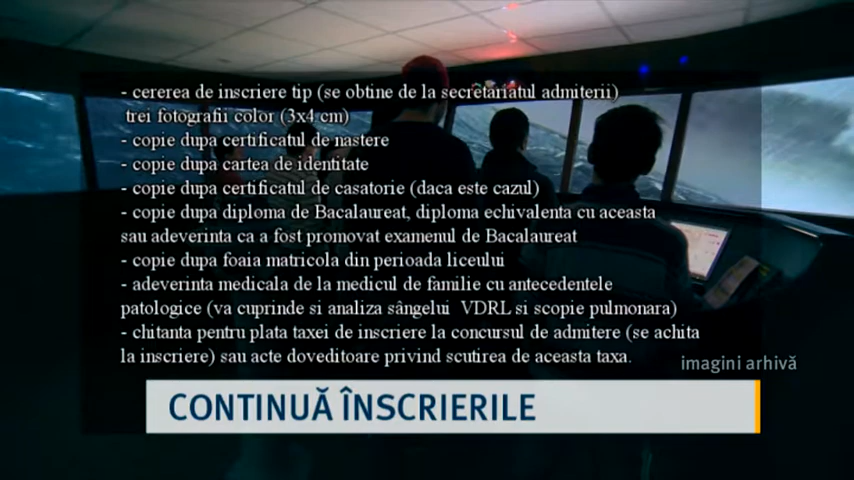 - cererea de inscriere tip (se obtine de la secretariatul admiterii)
trei fotografii color (3x4 cm)
- copie dupa certificatul de nastere
- copie dupa cartea de identitate
- copie dupa certificatul de casatorie (daca este cazul)
- copie dupa diploma de Bacalaureat, diploma echivalenta cu aceasta
sau adeverinta ca a fost promovat examenul de Bacalaureat
- copie dupa foaia matricola din perioada liceului
- adeverinta medicala de la medicul de familie cu antecedentele
patologice (va cuprinde si analiza sângelui VDRL si scopie pulmonara)
- chitanta pentru plata taxei de inscriere la concursul de admitere (se achita
la inscriere) sau acte doveditoare privind scutirea de aceasta taxa.
imagini arhivă
CONTINUĂ ÎNSCRIERILE